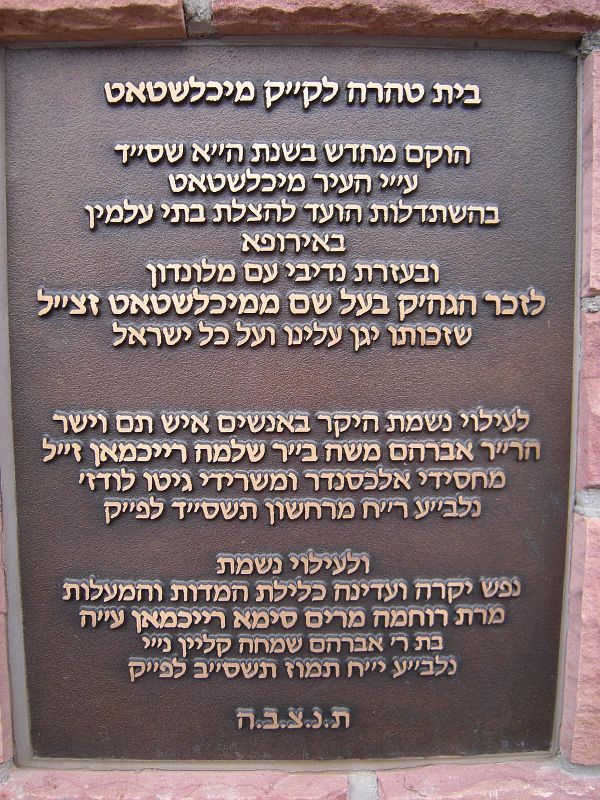 בית טהרה לק״ק מיכלשטאט
הוקם מחדש בשנת ה״א שס״ד
ע״י העיר מיכלשטאט
בהשתדלות הועד להצלת בתי עלמין
באירופא
ובעזרת נדיבי עם מלונדון
לזכר הגה׳ק בעל שם ממיכלשטאט זצ״ל
שזכותו יגן עלינו ועל כל ישראל
לעילוי נשמת היקר באנשים איש תם וישר
הר״ר אברהם משה ב״ר שלמה רייכמאן ז״ל
מחסידי אלכסנדר ומשרידי גיטו לודז׳
נלב״ע ר״ח מרחשון תשס״ד לפ״ק
ולעילוי נשמת
נפש יקרה ועדינה כלילת המדות והמעלות
מרת רוחמה מרים סימא רייכמאן ע״ה
בת ר׳ אברהם שמחה קליין נ״י
נלב״ע י״ח תמוז תשס״ב לפ״ק
ת.נ.צ.ב.ה